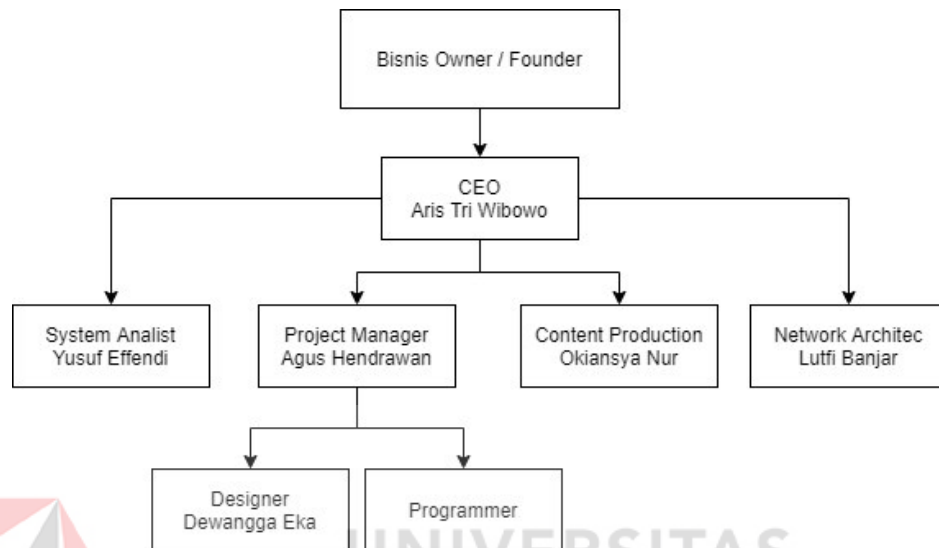 Bisnis Owner / Founder
CEO
Aris Tri Wibowo
System Analist
Yusuf Effendi
Project Manager
Agus Hendrawan
Content Production
Okiansya Nur
Network Architec
Lutfi Banjar
Designer
Dewangga Eka
Programmer
UNIVERSITAS